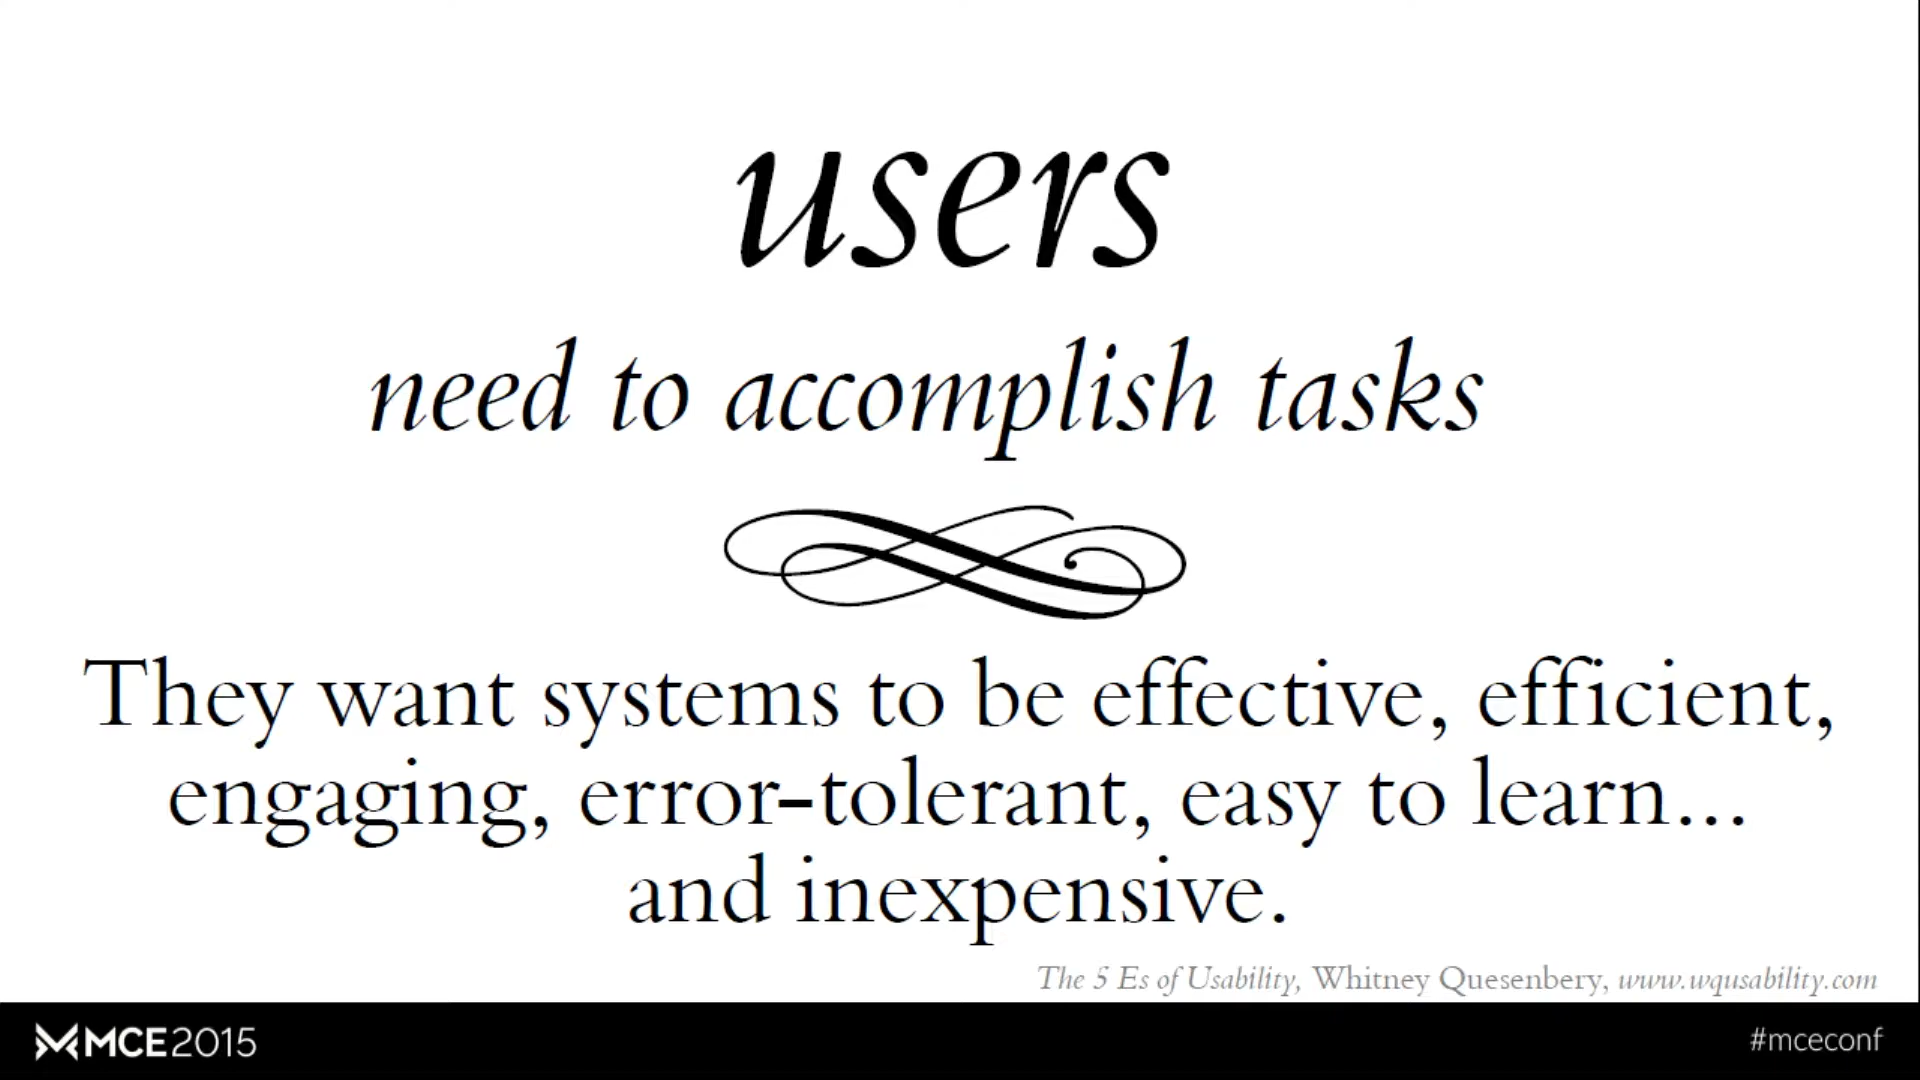 users
need to accomplish tasks
They want systems to be effective, efficient,
engaging, error-tolerant, easy to learn...
and inexpensive.
The 5 Es of Usability, Whitney Quesenbery, www.wqusability.com
MCE2015
#mceconf